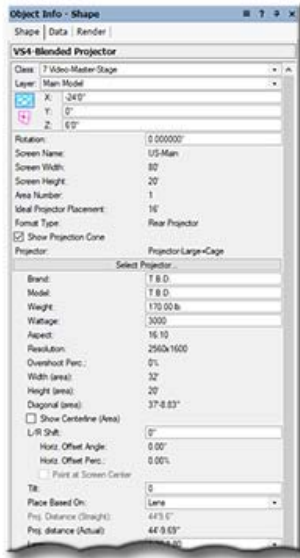 Object Info - Shape
Shape Data Render
VS4-Blended Projector
Class: 7 Video-Master-Stage
Layer: Main Model
X: -24'0"
Y: 0"
Z: 6'0"
Rotation: 0.000000°
Screen Name: US-Main
Screen Width: 80'
Screen Height: 20'
Area Number: 1
Ideal Projector Placement: 16'
Format Type: Rear Projector
Show Projection Cone
Projector: Projector-Large+Cage
Select Projector...
Brand: T.B.D.
Model: T.B.D.
Weight: 170.00 lb
Wattage: 3000
Aspect: 16:10
Resolution: 2560x1600
Overshoot Perc.: 0%
Width (area): 32'
Height (area): 20'
Diagonal (area): 37'-8.83"
Show Centerline (Area)
L/R Shift: 0"
Horiz. Offset Angle: 0.00°
Horiz. Offset Perc.: 0.00%
Point at Screen Center
Tilt: 0
Place Based On: Lens
Proj. Distance (Straight): 44'9.6"
Proj. distance (Actual): 44'-9.69"